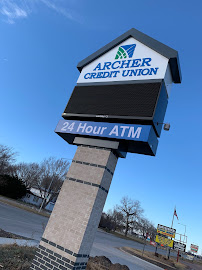 ARCHER
CREDIT UNION
24 Hour ATM